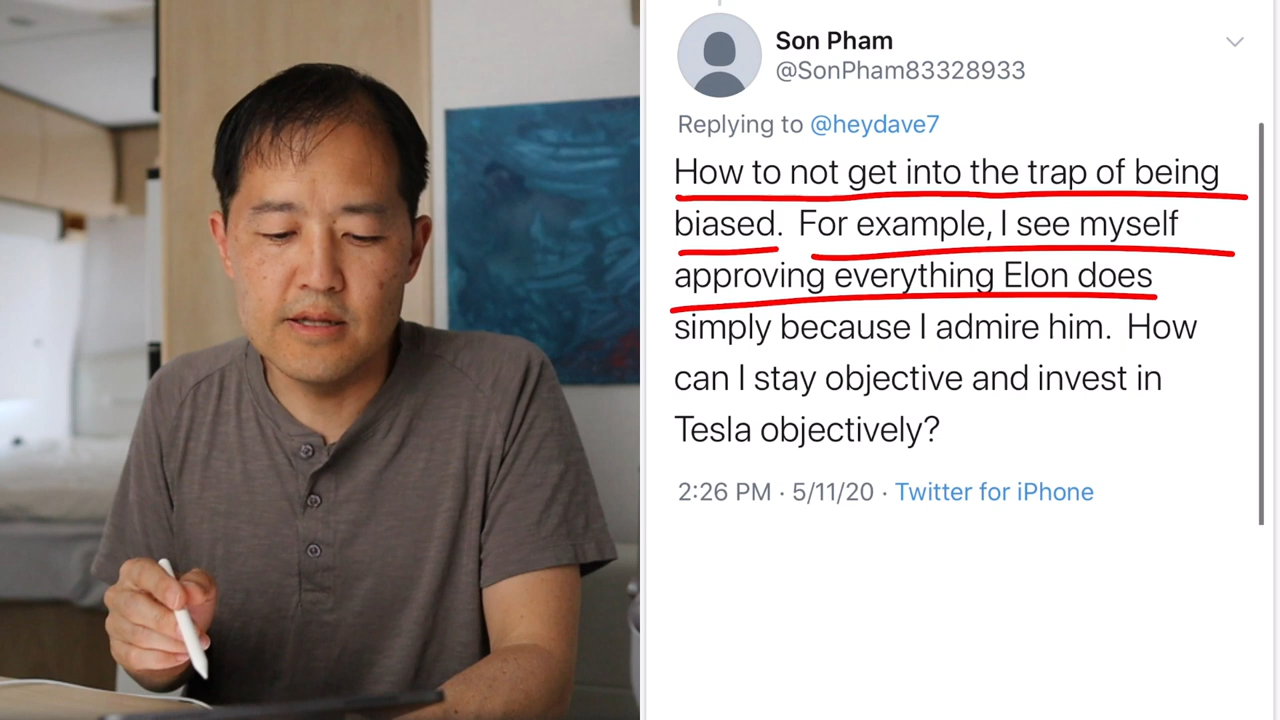 Son Pham
@SonPham83328933
Replying to @heydave7
How to not get into the trap of being
biased.  For example, I see myself
approving everything Elon does
simply because I admire him.  How
can I stay objective and invest in
Tesla objectively?
2:26 PM · 5/11/20 · Twitter for iPhone